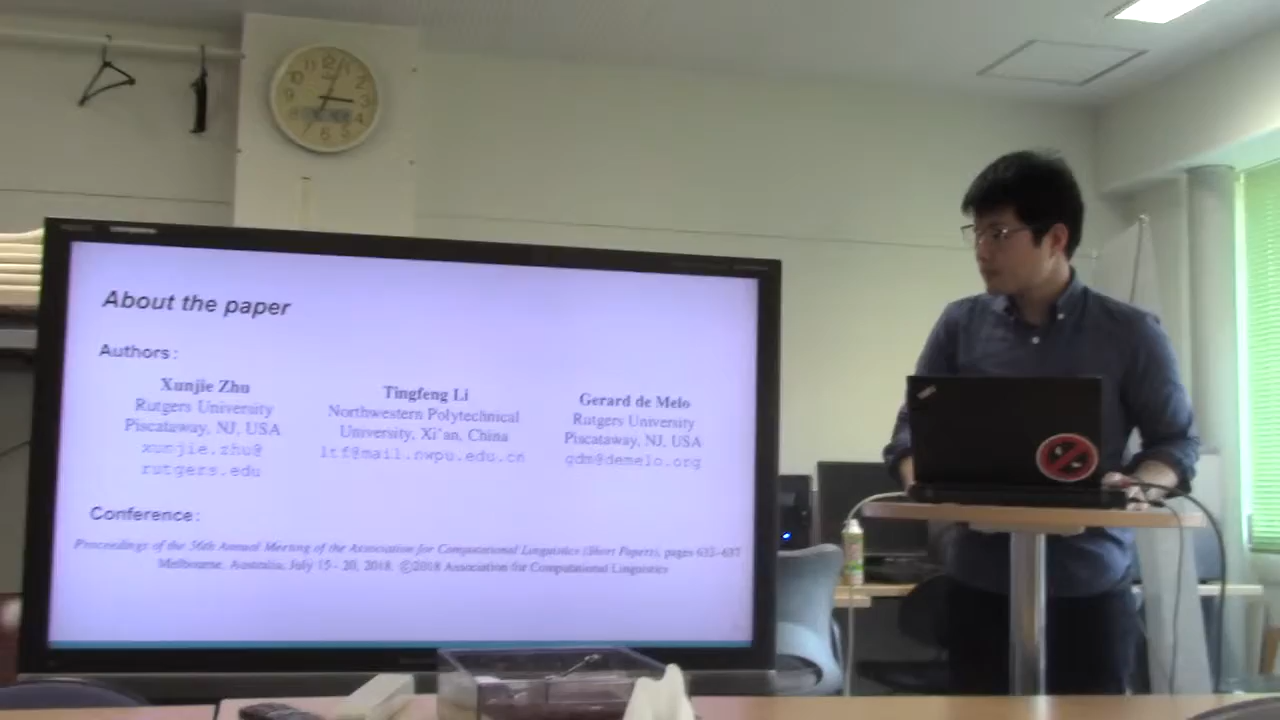 About the paper
Authors:
Xunjie Zhu
Rutgers University
Piscataway, NJ, USA
xunjie.zhu@
rutgers.edu
Tingfeng Li
Northwestern Polytechnical
University, Xi'an, China
ltf@mail.nwpu.edu.cn
Gerard de Melo
Rutgers University
Piscataway, NJ, USA
gdm@demelo.org
Conference:
Proceedings of the 56th Annual Meeting of the Association for Computational Linguistics (Short Papers), pages 632–637
Melbourne, Australia, July 15 - 20, 2018. ©2018 Association for Computational Linguistics